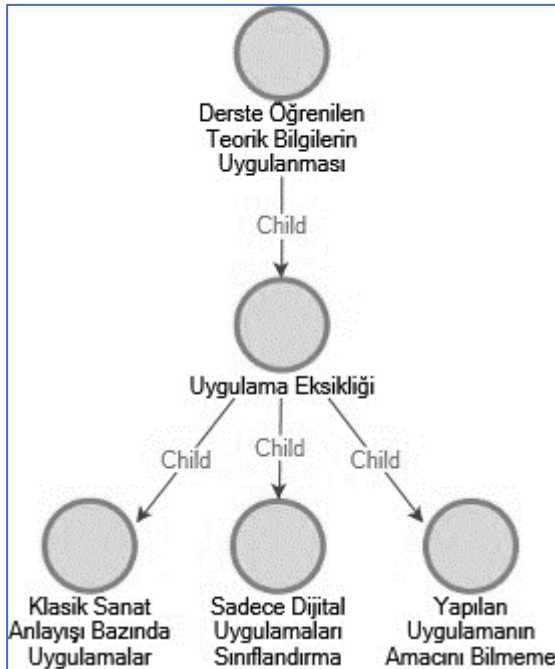 Derste Öğrenilen
Teorik Bilgilerin
Uygulanması
Child
Uygulama Eksikliği
Child
Child
Child
Klasik Sanat
Anlayışı Bazında
Uygulamalar
Sadece Dijital
Uygulamaları
Sınıflandırma
Yapılan
Uygulamanın
Amacını Bilmeme